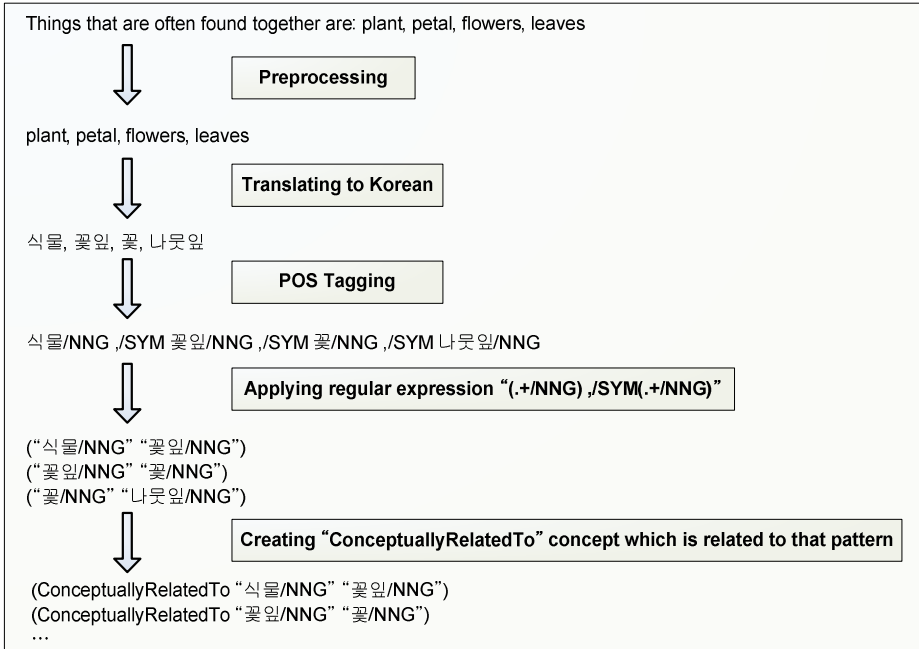 Things that are often found together are: plant, petal, flowers, leaves
Preprocessing
plant, petal, flowers, leaves
Translating to Korean
식물, 꽃잎, 꽃, 나뭇잎
POS Tagging
식물/NNG ,/SYM 꽃잎/NNG ,/SYM 꽃/NNG ,/SYM 나뭇잎/NNG
Applying regular expression “(.+/NNG) ,/SYM(.+/NNG)”
(“식물/NNG” “꽃잎/NNG”)
(“꽃잎/NNG” “꽃/NNG”)
(“꽃/NNG” “나뭇잎/NNG”)
Creating “ConceptuallyRelatedTo” concept which is related to that pattern
(ConceptuallyRelatedTo “식물/NNG” “꽃잎/NNG”)
(ConceptuallyRelatedTo “꽃잎/NNG” “꽃/NNG”)
…